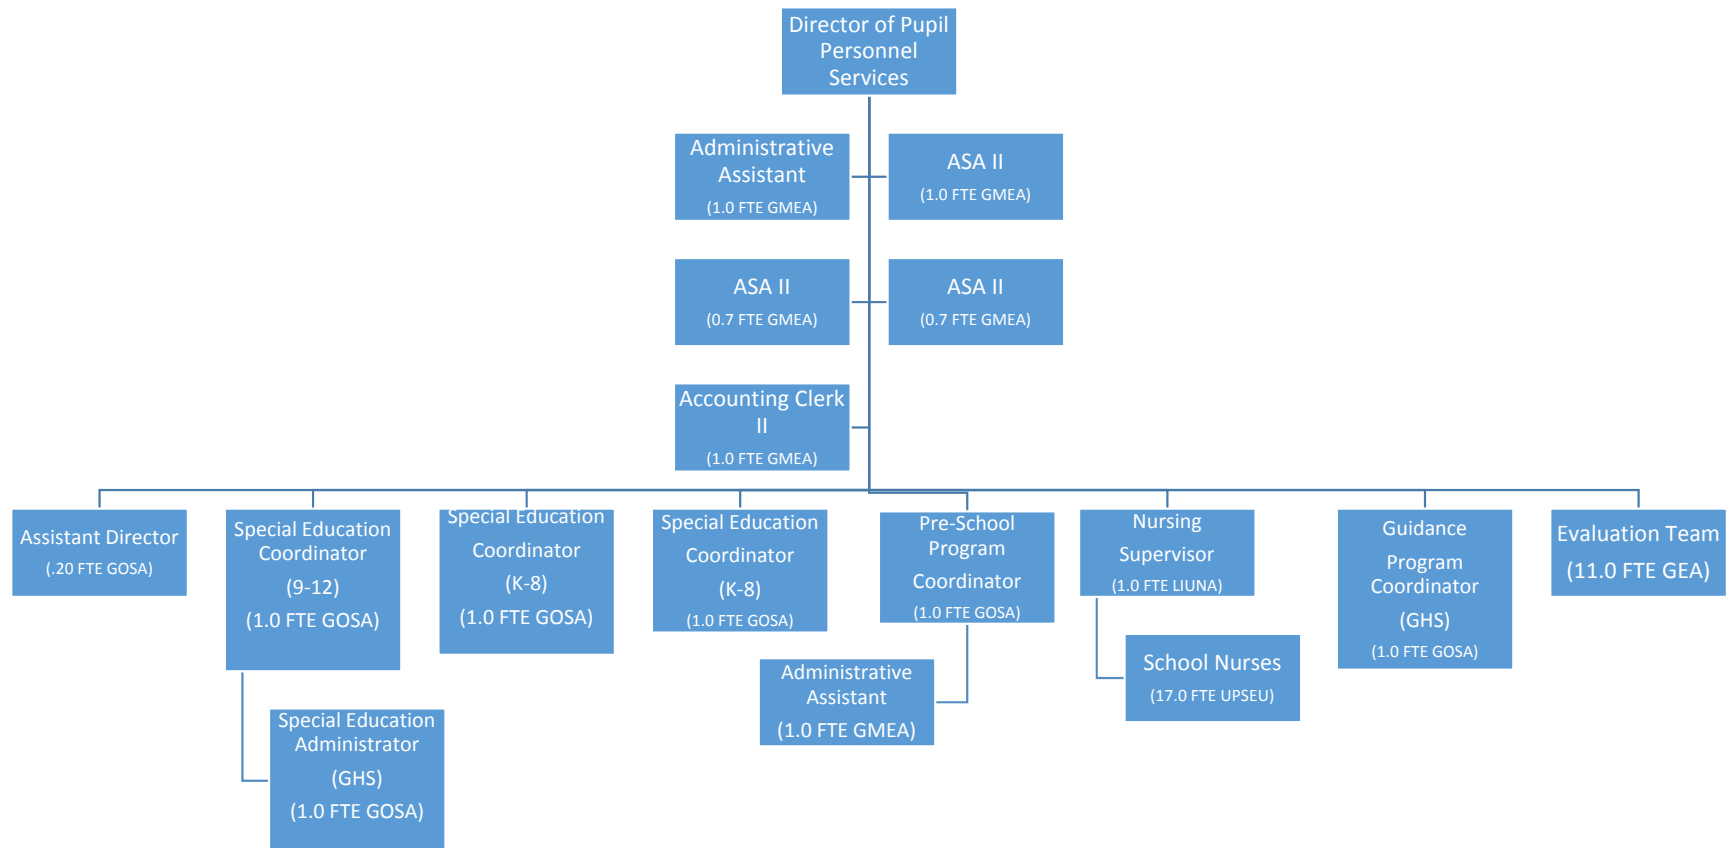 Director of Pupil
Personnel
Services
Administrative
Assistant
(1.0 FTE GMEA)
ASA II
(1.0 FTE GMEA)
ASA II
(0.7 FTE GMEA)
ASA II
(0.7 FTE GMEA)
Accounting Clerk
II
(1.0 FTE GMEA)
Assistant Director
(.20 FTE GOSA)
Special Education
Coordinator
(9-12)
(1.0 FTE GOSA)
Special Education
Coordinator
(K-8)
(1.0 FTE GOSA)
Special Education
Coordinator
(K-8)
(1.0 FTE GOSA)
Pre-School
Program
Coordinator
(1.0 FTE GOSA)
Nursing
Supervisor
(1.0 FTE LIUNA)
Guidance
Program
Coordinator
(GHS)
(1.0 FTE GOSA)
Evaluation Team
(11.0 FTE GEA)
Special Education
Administrator
(GHS)
(1.0 FTE GOSA)
Administrative
Assistant
(1.0 FTE GMEA)
School Nurses
(17.0 FTE UPSEU)